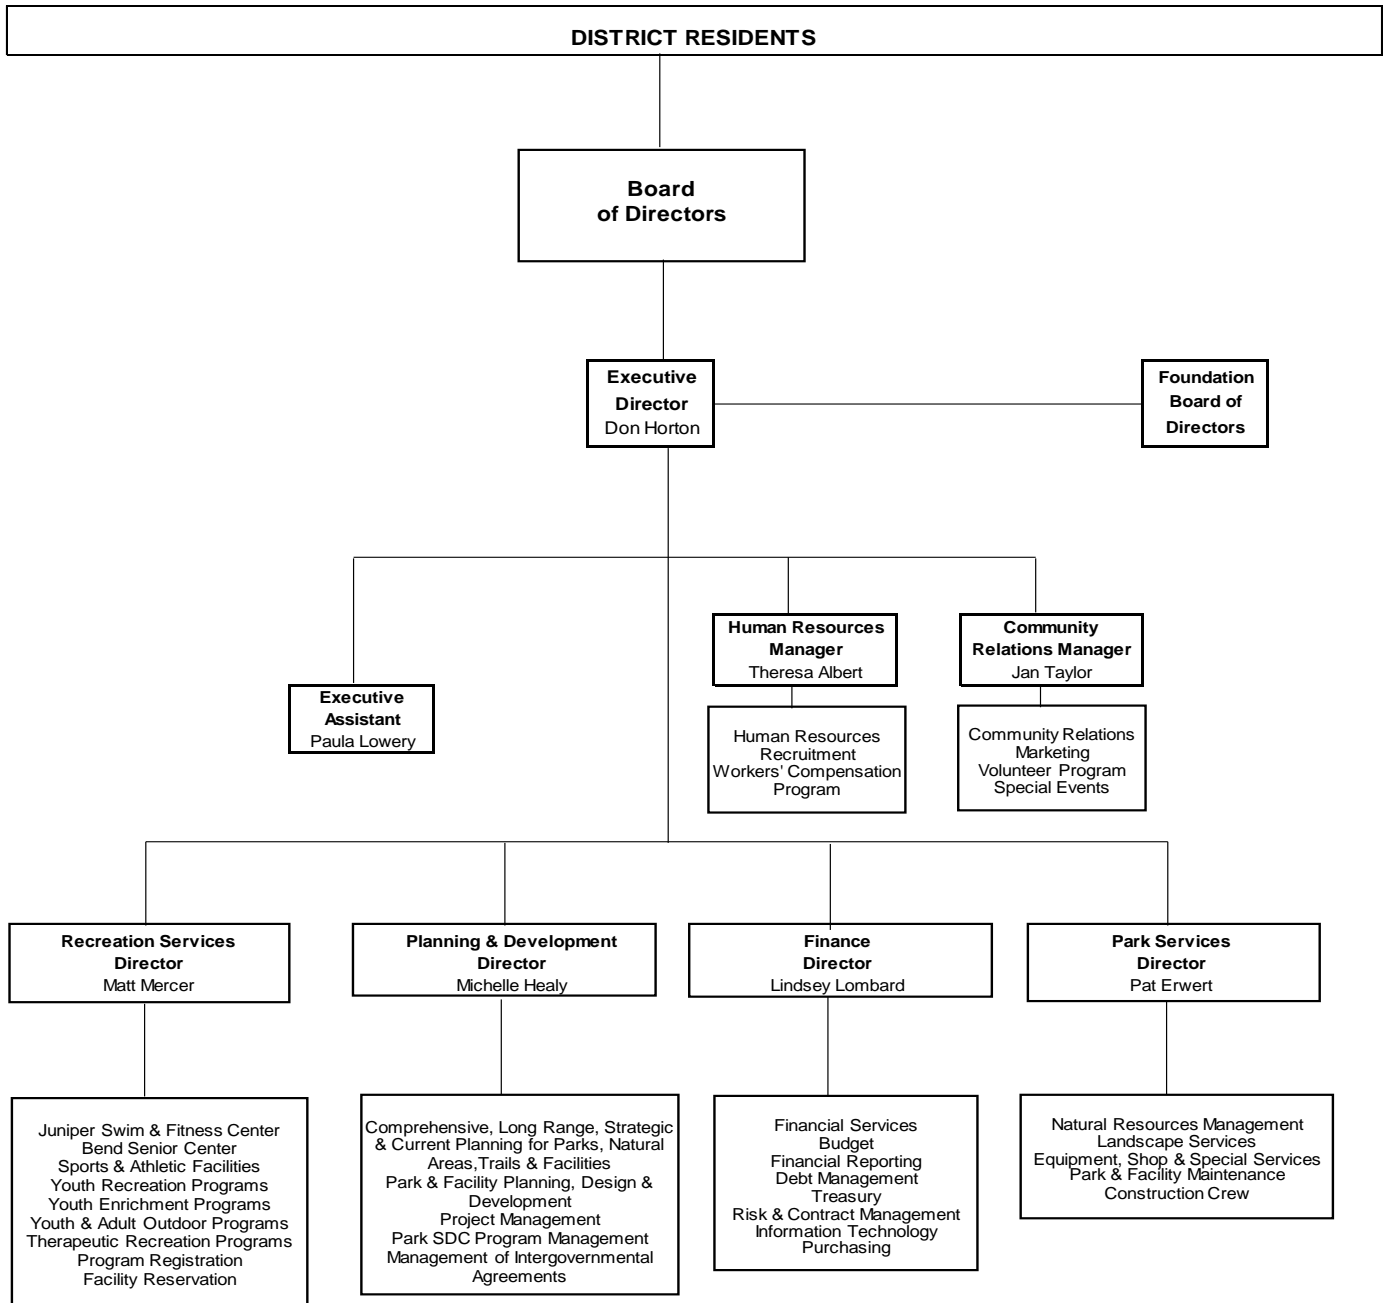 DISTRICT RESIDENTS
Board
of Directors
Executive
Director
Don Horton
Foundation
Board of
Directors
Human Resources
Manager
Theresa Albert
Community
Relations Manager
Jan Taylor
Executive
Assistant
Paula Lowery
Human Resources
Recruitment
Workers' Compensation
Program
Community Relations
Marketing
Volunteer Program
Special Events
Recreation Services
Director
Matt Mercer
Planning & Development
Director
Michelle Healy
Finance
Director
Lindsey Lombard
Park Services
Director
Pat Erwert
Juniper Swim & Fitness Center
Bend Senior Center
Sports & Athletic Facilities
Youth Recreation Programs
Youth Enrichment Programs
Youth & Adult Outdoor Programs
Therapeutic Recreation Programs
Program Registration
Facility Reservation
Comprehensive, Long Range, Strategic
& Current Planning for Parks, Natural
Areas,Trails & Facilities
Park & Facility Planning, Design &
Development
Project Management
Park SDC Program Management
Management of Intergovernmental
Agreements
Financial Services
Budget
Financial Reporting
Debt Management
Treasury
Risk & Contract Management
Information Technology
Purchasing
Natural Resources Management
Landscape Services
Equipment, Shop & Special Services
Park & Facility Maintenance
Construction Crew